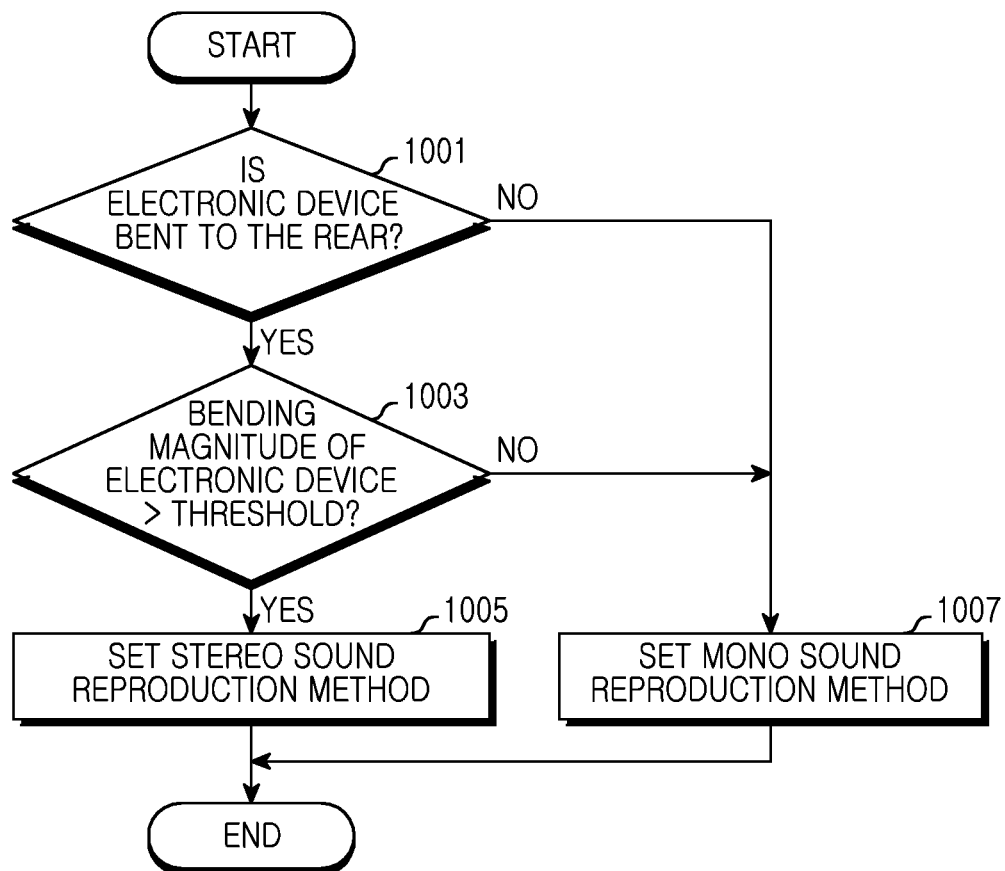 START
1001
IS
ELECTRONIC DEVICE
BENT TO THE REAR?
NO
YES
1003
BENDING
MAGNITUDE OF
ELECTRONIC DEVICE
> THRESHOLD?
NO
YES
1005
SET STEREO SOUND
REPRODUCTION METHOD
1007
SET MONO SOUND
REPRODUCTION METHOD
END